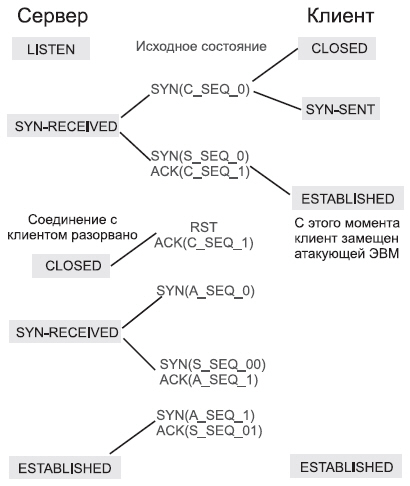 Сервер Клиент
LISTEN Исходное состояние CLOSED
SYN(C_SEQ_0)
SYN-SENT
SYN-RECEIVED
SYN(S_SEQ_0)
ACK(C_SEQ_1)
ESTABLISHED
Соединение с
клиентом разорвано
RST
ACK(C_SEQ_1)
С этого момента
клиент замещен
атакующей ЭВМ
CLOSED
SYN(A_SEQ_0)
SYN-RECEIVED
SYN(S_SEQ_00)
ACK(A_SEQ_1)
SYN(A_SEQ_1)
ACK(S_SEQ_01)
ESTABLISHED ESTABLISHED